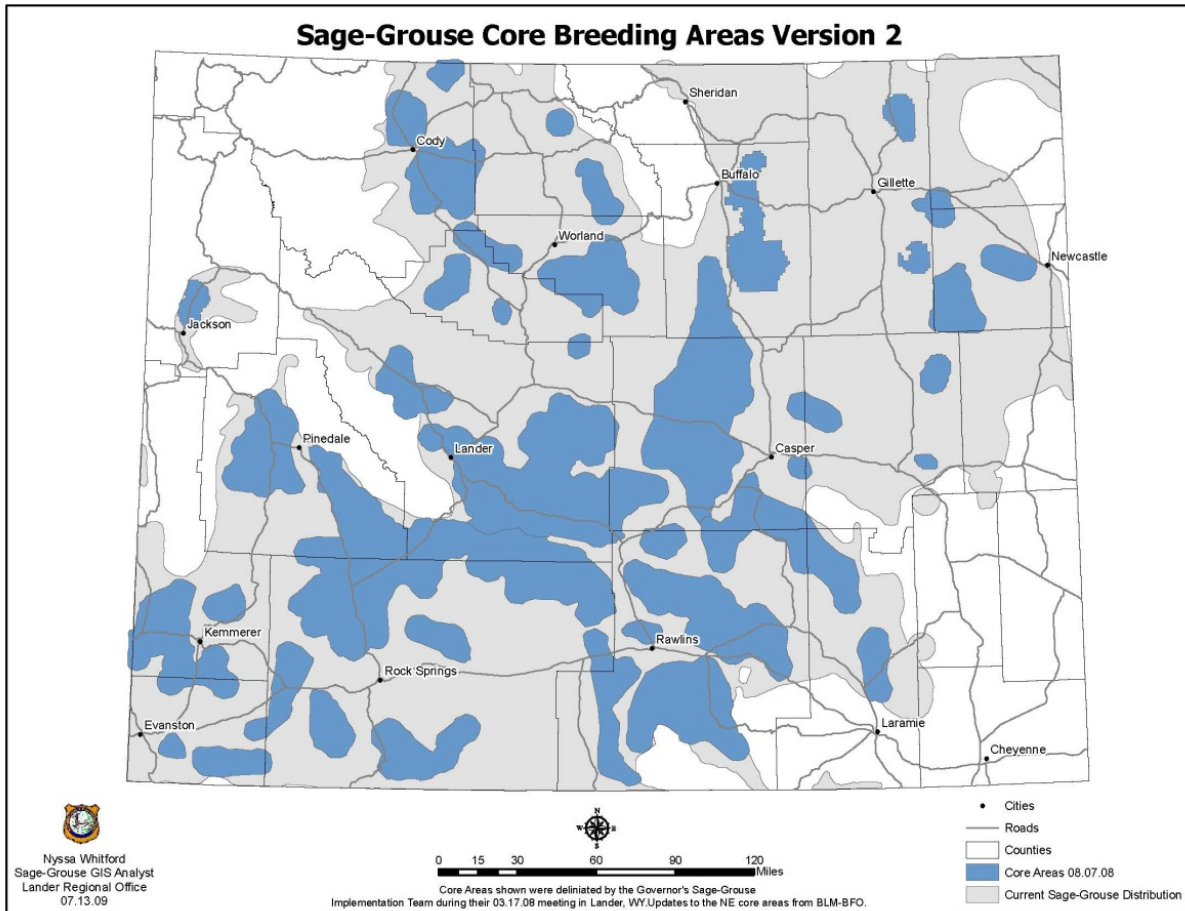 Sage-Grouse Core Breeding Areas Version 2
Sheridan
Cody
Buffalo
Gillette
Worland
Newcastle
Jackson
Pinedale
Lander
Casper
Kemmerer
Rawlins
Rock Springs
Evanston
Laramie
Cheyenne
Nyssa Whitford
Sage-Grouse GIS Analyst
Lander Regional Office
07.13.09
N
W E
S
0 15 30 60 90 120
Miles
Core Areas shown were deliniated by the Governor's Sage-Grouse
Implementation Team during their 03.17.08 meeting in Lander, WY.Updates to the NE core areas from BLM-BFO.
Cities
Roads
Counties
Core Areas 08.07.08
Current Sage-Grouse Distribution